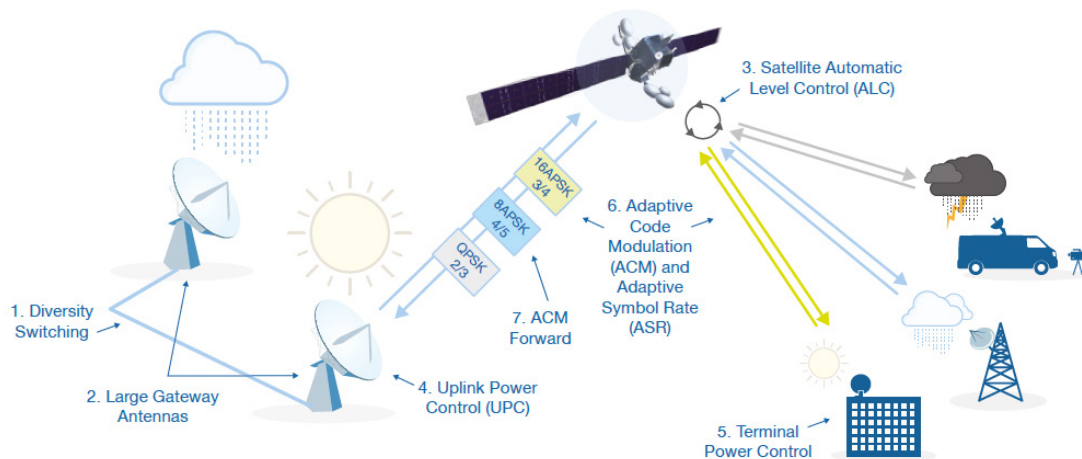 3. Satellite Automatic
Level Control (ALC)
16APSK
3/4
8APSK
4/5
QPSK
2/3
6. Adaptive
Code
Modulation
(ACM) and
Adaptive
Symbol Rate
(ASR)
1. Diversity
Switching
7. ACM
Forward
2. Large Gateway
Antennas
4. Uplink Power
Control (UPC)
5. Terminal
Power Control